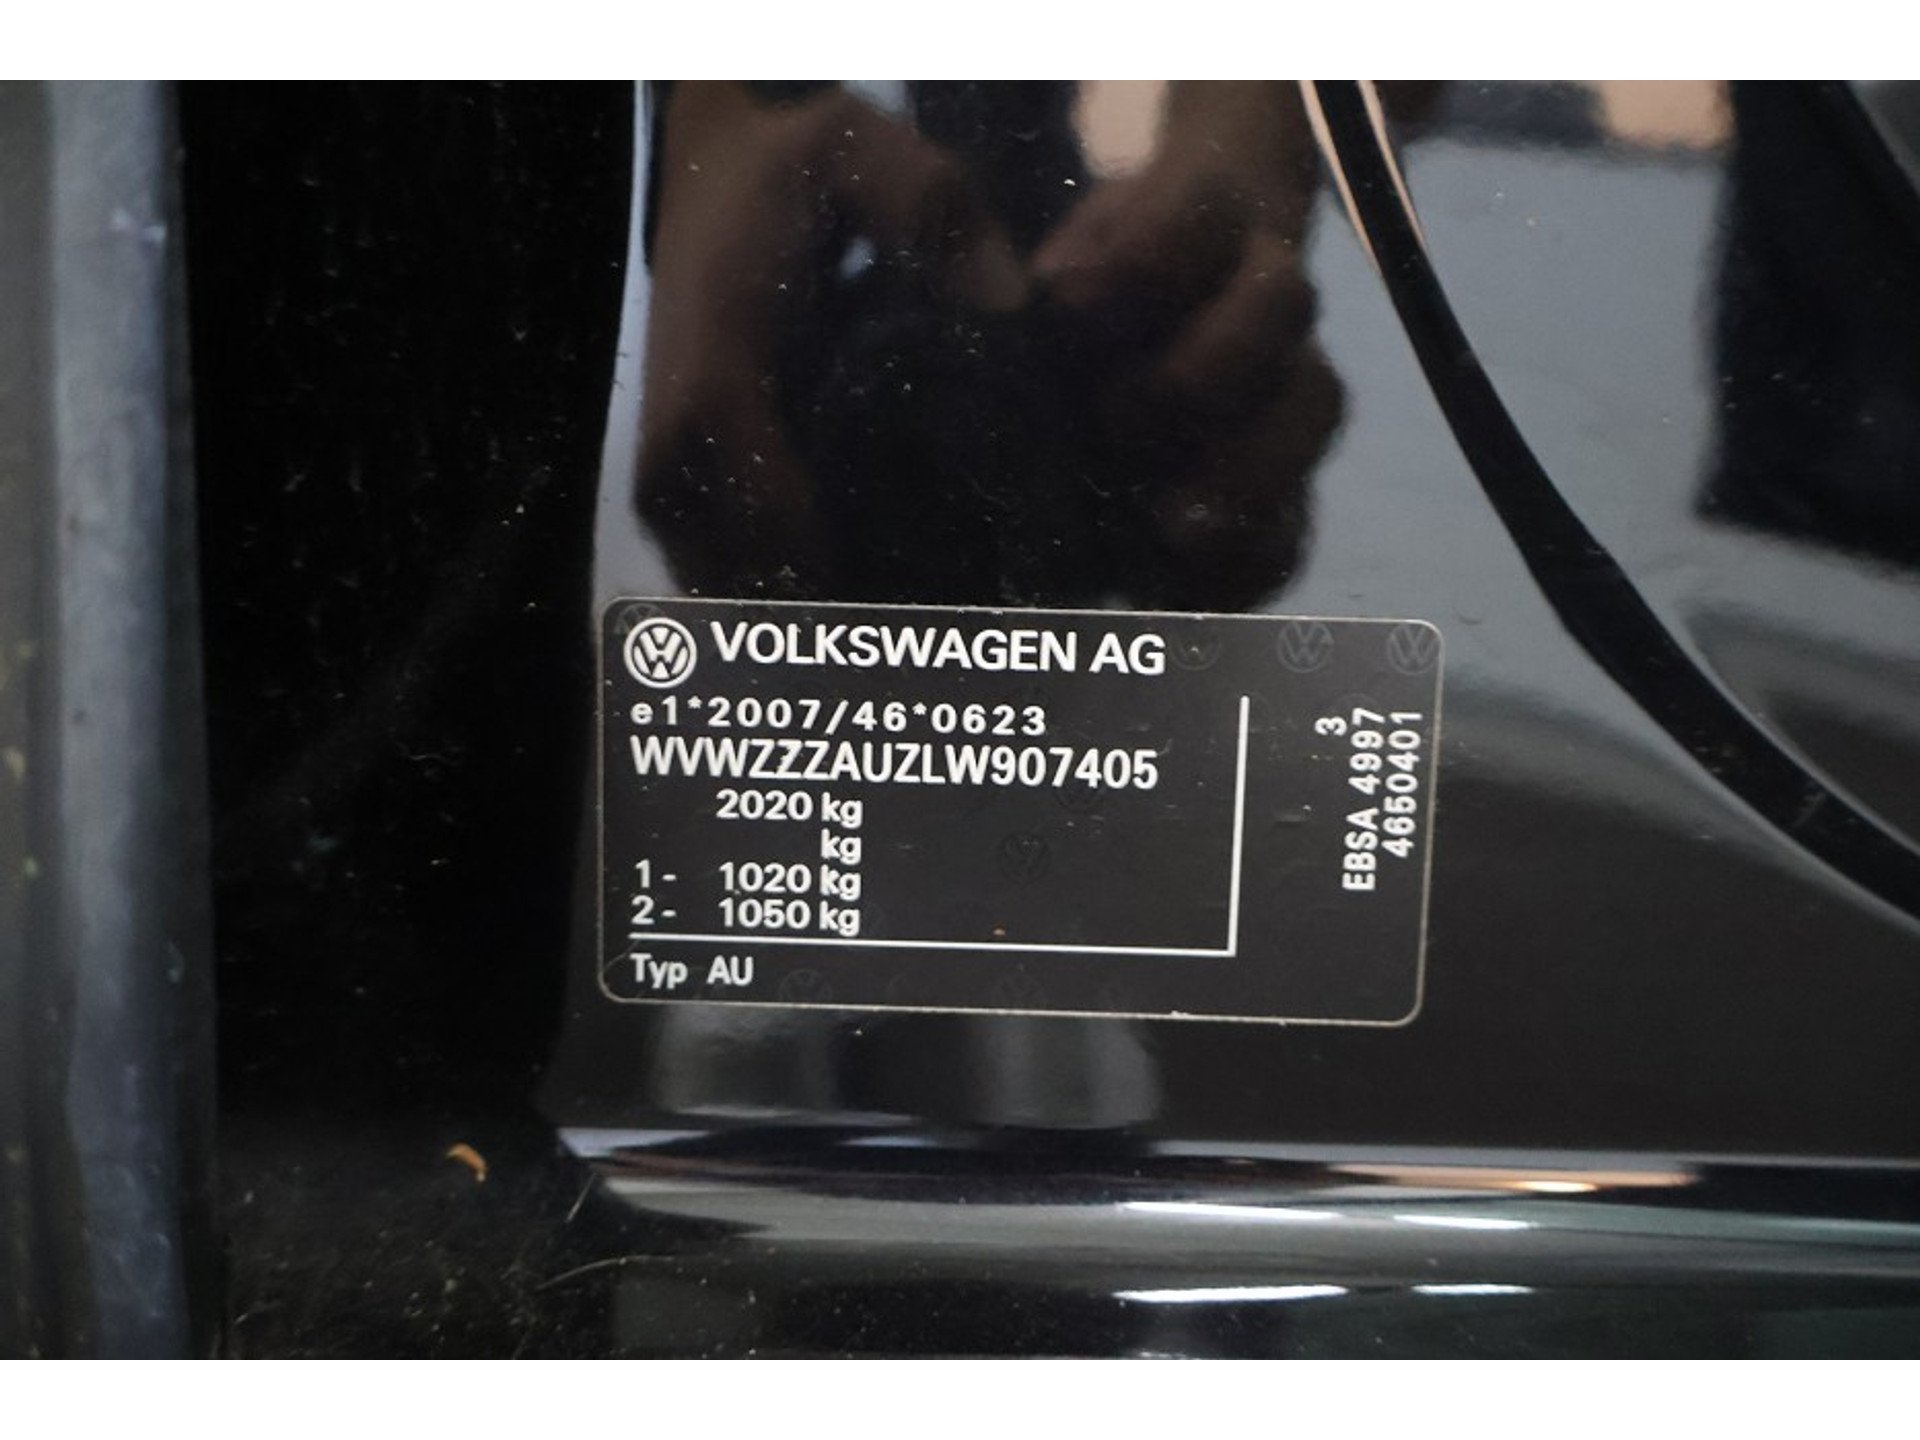 VOLKSWAGEN AG
e1*2007/46*0623
WVWZZZAUZLW907405
2020 kg
kg
1- 1020 kg
2- 1050 kg
Typ AU
3
EBSA 4997
4650401